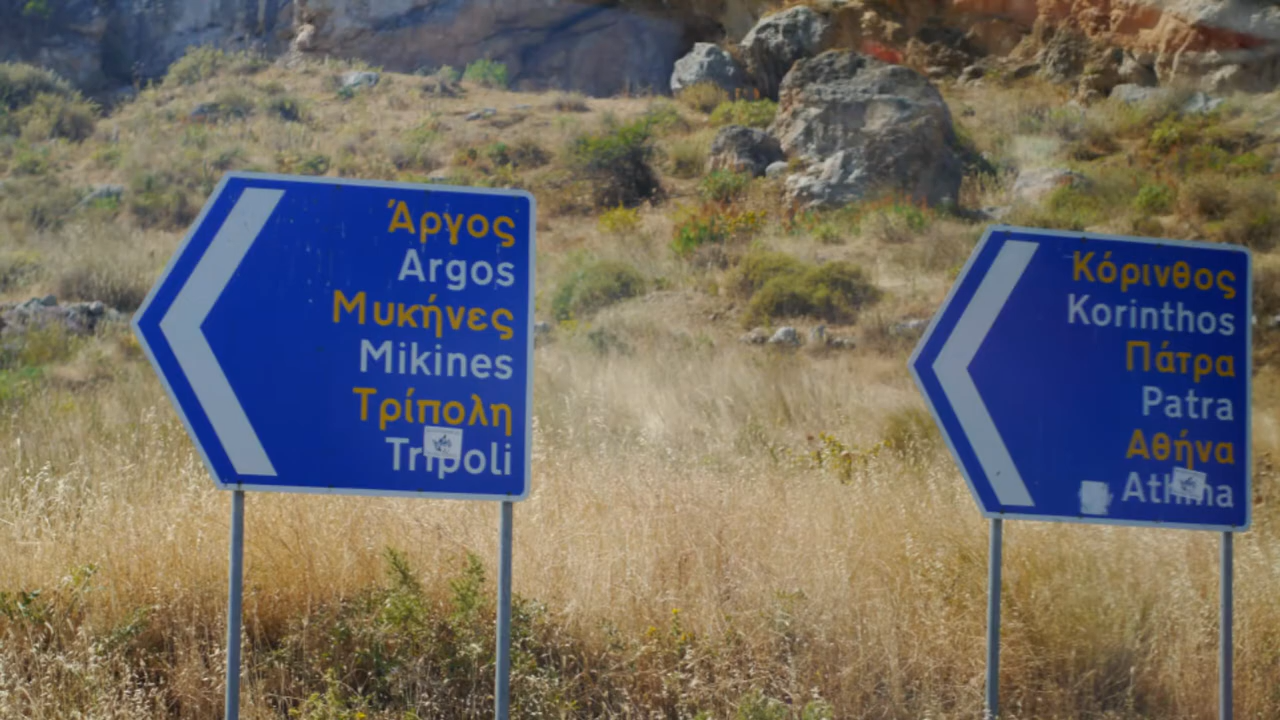 Άργος
Argos
Μυκήνες
Mikines
Τρίπολη
Tripoli
Κόρινθος
Korinthos
Πάτρα
Patra
Αθήνα
Athina